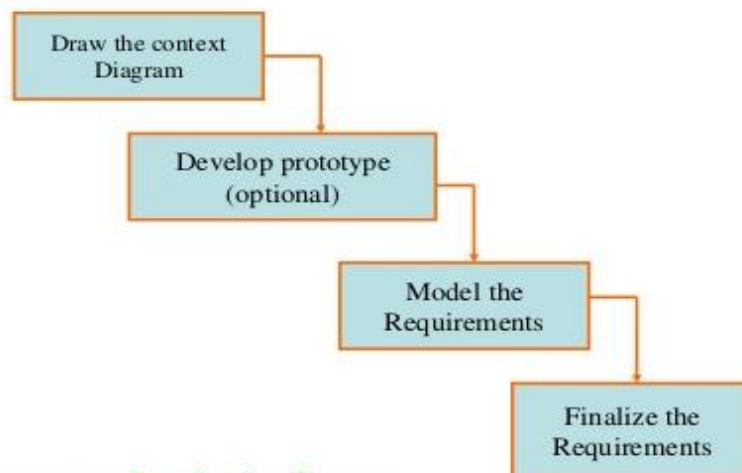 Draw the context
Diagram
Develop prototype
(optional)
Model the
Requirements
Finalize the
Requirements